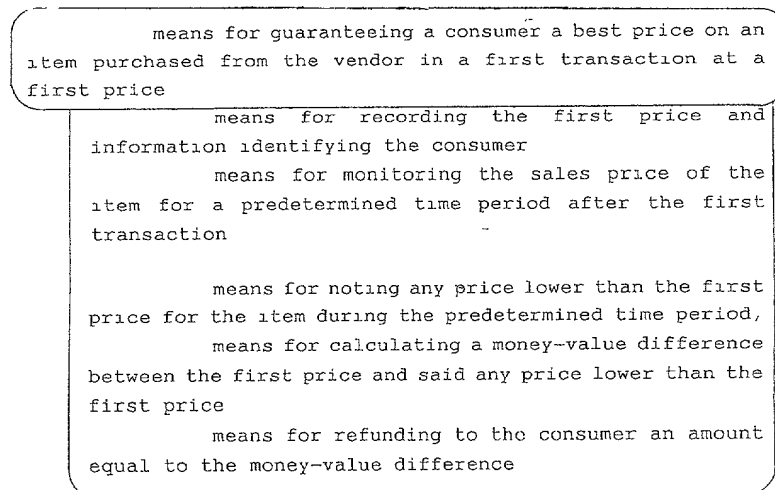 means for guaranteeing a consumer a best price on an
item purchased from the vendor in a first transaction at a
first price
means for recording the first price and
information identifying the consumer
means for monitoring the sales price of the
item for a predetermined time period after the first
transaction
means for noting any price lower than the first
price for the item during the predetermined time period,
means for calculating a money-value difference
between the first price and said any price lower than the
first price
means for refunding to the consumer an amount
equal to the money-value difference